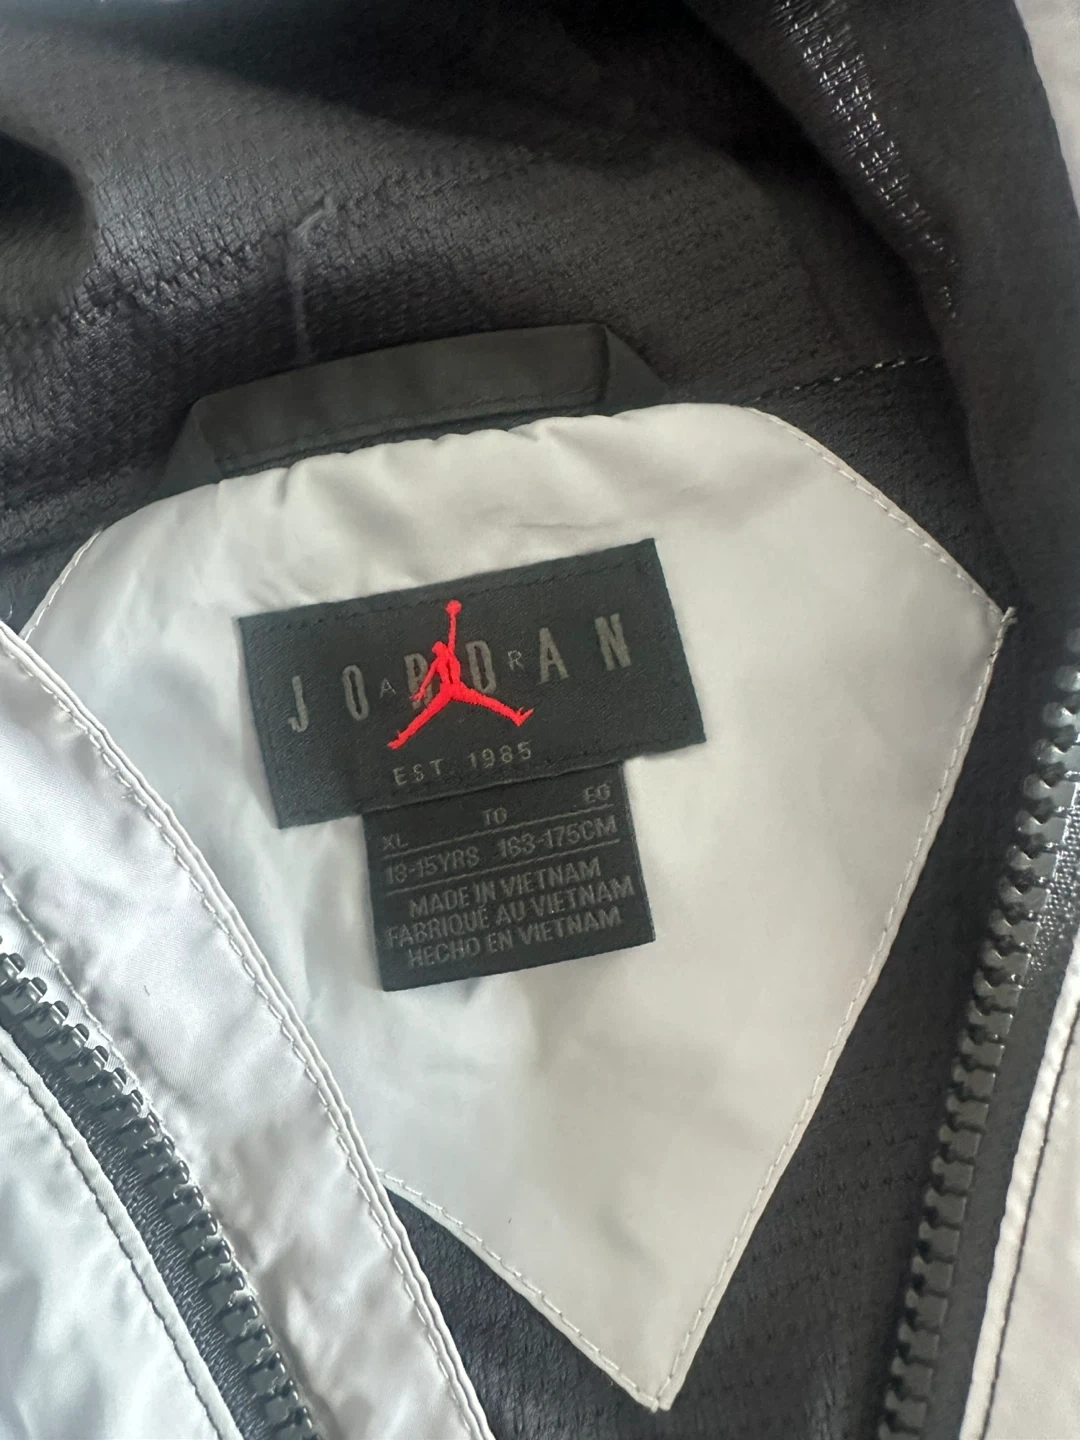 JORDAN
AIR
EST. 1985
XL TG EG
13-15YRS 163-175CM
MADE IN VIETNAM
FABRIQUÉ AU VIETNAM
HECHO EN VIETNAM